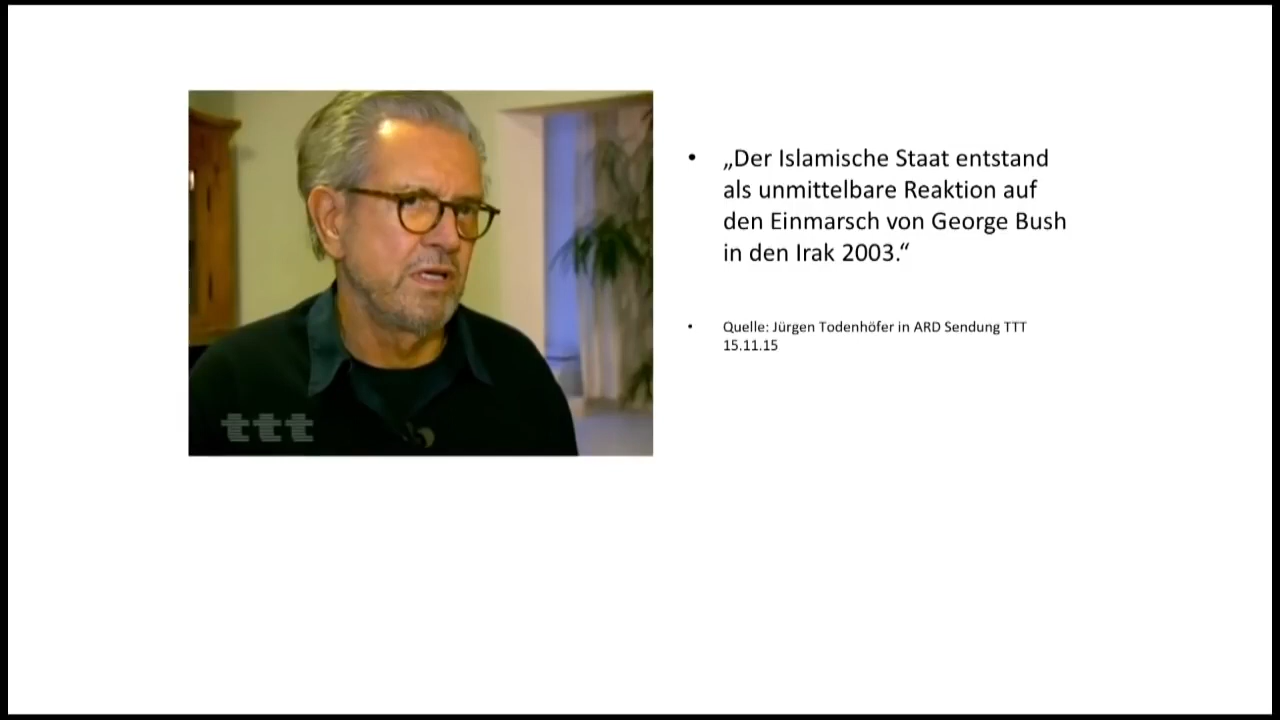 • „Der Islamische Staat entstand
als unmittelbare Reaktion auf
den Einmarsch von George Bush
in den Irak 2003.“
• Quelle: Jürgen Todenhöfer in ARD Sendung TTT
15.11.15
ttt